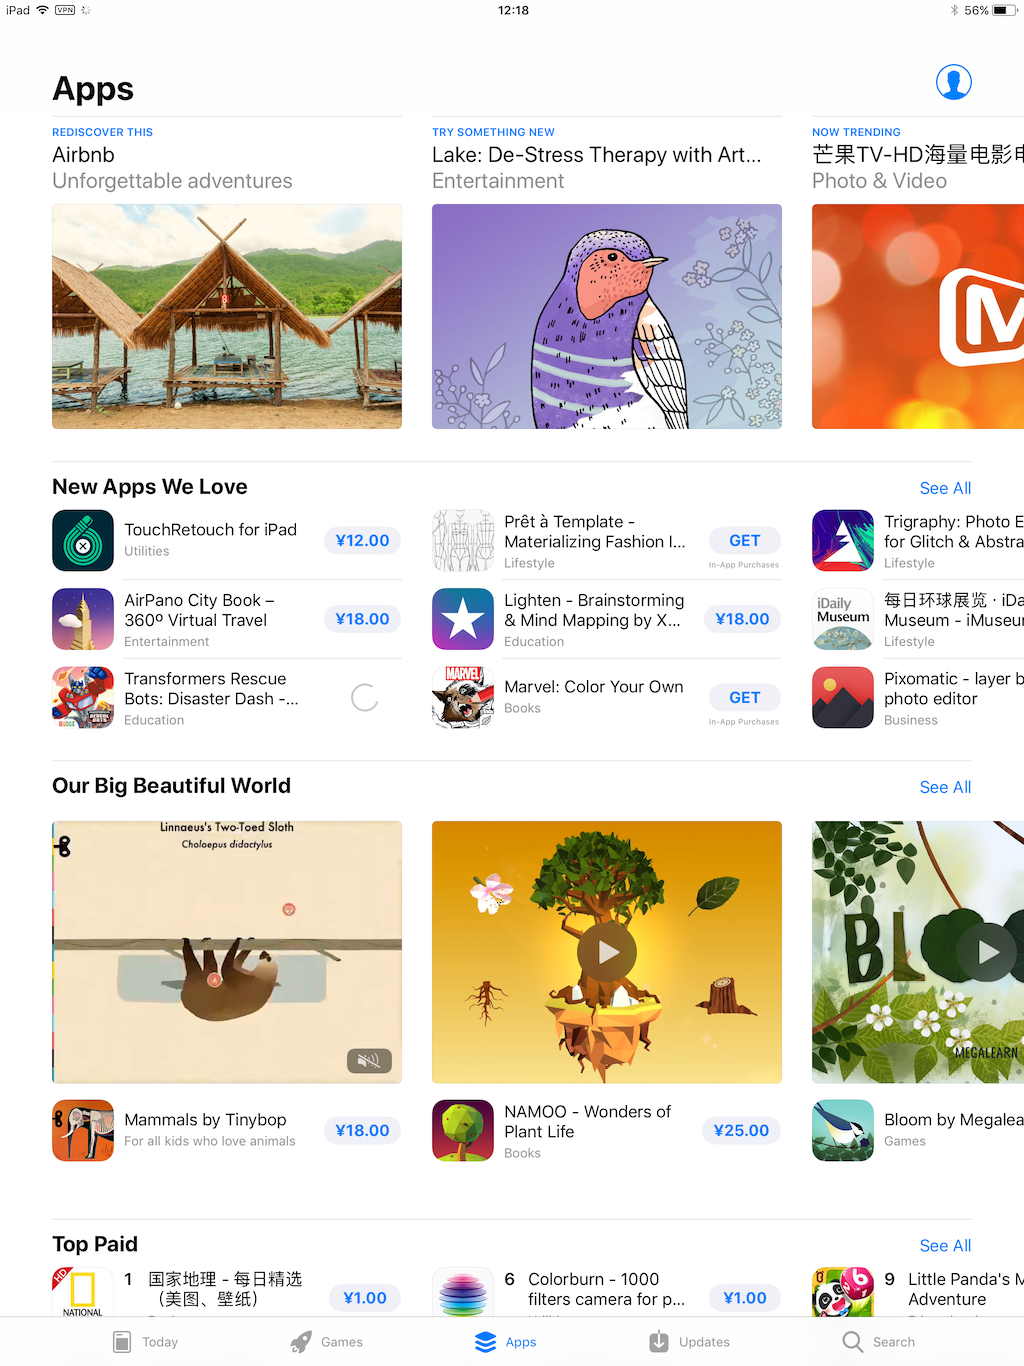 iPad VPN 12:18 56%
Apps
REDISCOVER THIS
Airbnb
Unforgettable adventures
TRY SOMETHING NEW
Lake: De-Stress Therapy with Art...
Entertainment
NOW TRENDING
芒果TV-HD海量电影
Photo & Video
8
New Apps We Love
See All
TouchRetouch for iPad
Utilities
¥12.00
Prêt à Template -
Materializing Fashion I...
Lifestyle
GET
In-App Purchases
Trigraphy: Photo E
for Glitch & Abstra
Lifestyle
AirPano City Book –
360º Virtual Travel
Entertainment
¥18.00
Lighten - Brainstorming
& Mind Mapping by X...
Education
¥18.00
iDaily
Museum
每日环球展览 · iDa
Museum - iMuseu
Lifestyle
Transformers Rescue
Bots: Disaster Dash -...
Education
MARVEL
Marvel: Color Your Own
Books
GET
In-App Purchases
Pixomatic - layer b
photo editor
Business
Our Big Beautiful World
See All
Linnaeus's Two-Toed Sloth
Choloepus didactylus
BLOO
MEGALEARN
Mammals by Tinybop
For all kids who love animals
¥18.00
NAMOO - Wonders of
Plant Life
Books
¥25.00
Bloom by Megalea
Games
Top Paid
See All
HD
NATIONAL
1 国家地理 - 每日精选
（美图、壁纸）
¥1.00
6 Colorburn - 1000
filters camera for p...
¥1.00
9 Little Panda's M
Adventure
Today
Games
Apps
Updates
Search